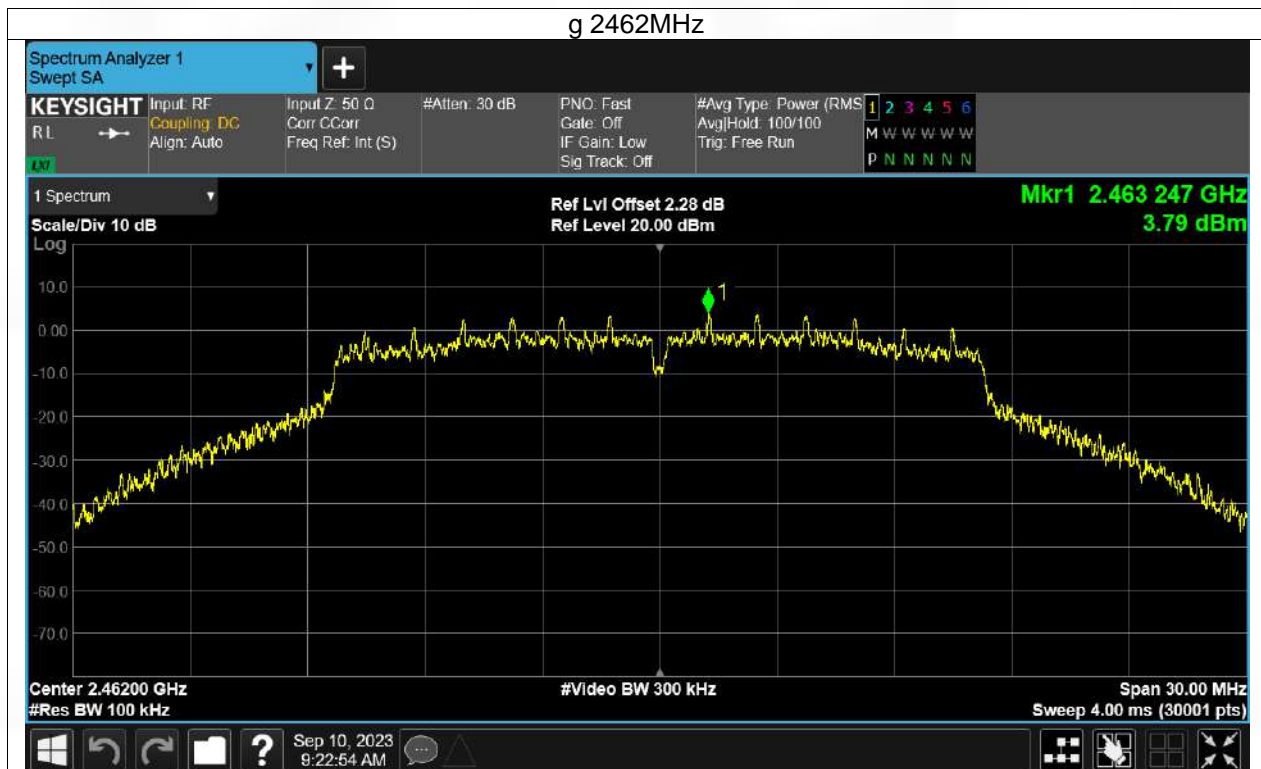 g 2462MHz
Spectrum Analyzer 1
Swept SA
+
KEYSIGHT
RL
LXI
Input: RF
Coupling: DC
Align: Auto
Input Z: 50 Ω
Corr CCorr
Freq Ref: Int (S)
#Atten: 30 dB
PNO: Fast
Gate: Off
IF Gain: Low
Sig Track: Off
#Avg Type: Power (RMS
Avg|Hold: 100/100
Trig: Free Run
1 2 3 4 5 6
M W W W W W
P N N N N N
1 Spectrum
Scale/Div 10 dB
Log
Ref Lvl Offset 2.28 dB
Ref Level 20.00 dBm
Mkr1 2.463 247 GHz
3.79 dBm
1
10.0
0.00
-10.0
-20.0
-30.0
-40.0
-50.0
-60.0
-70.0
Center 2.46200 GHz
#Res BW 100 kHz
#Video BW 300 kHz
Span 30.00 MHz
Sweep 4.00 ms (30001 pts)
?
Sep 10, 2023
9:22:54 AM